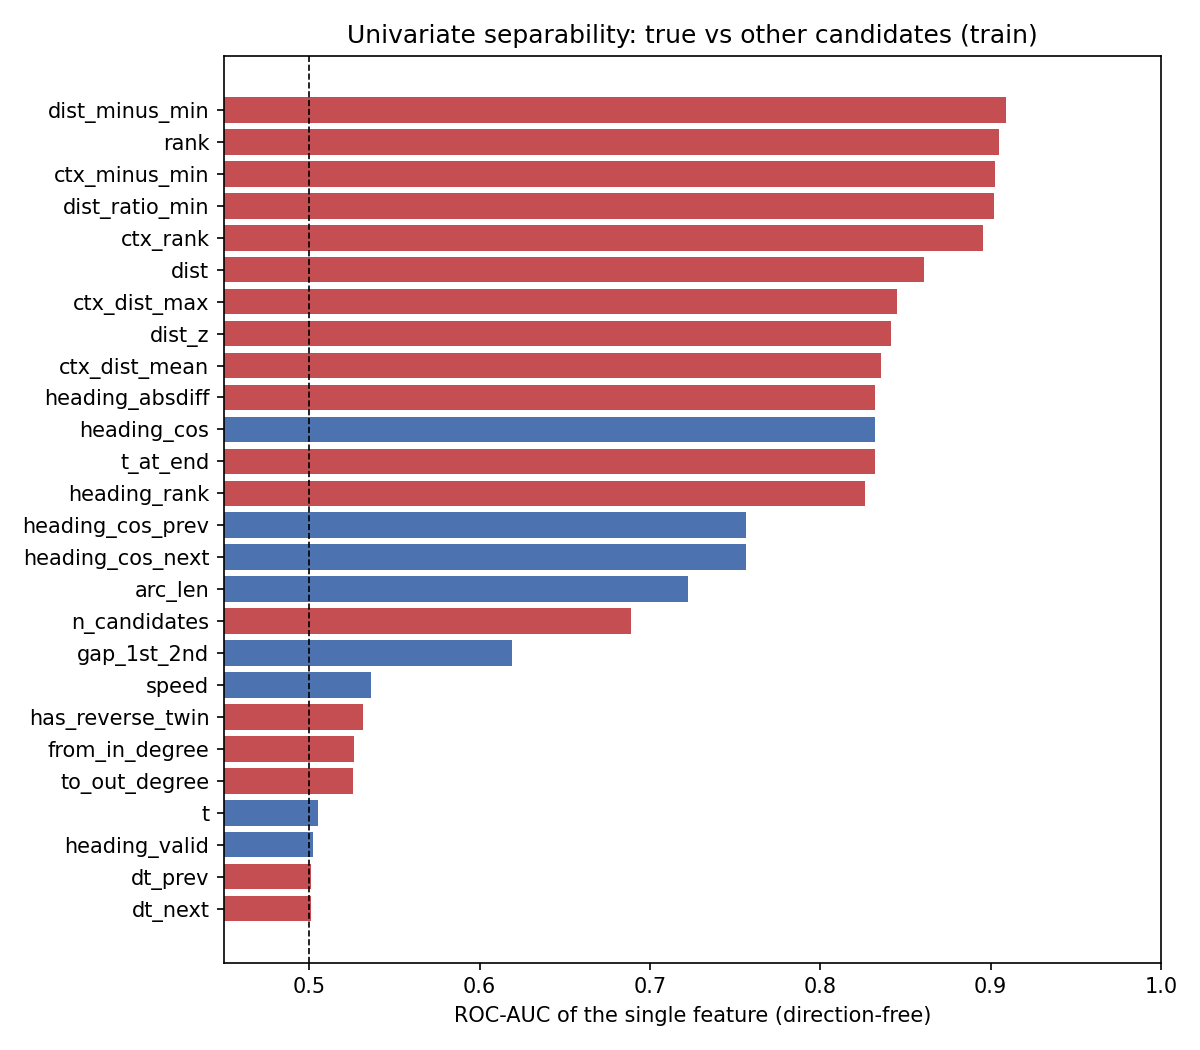 Univariate separability: true vs other candidates (train)
dist_minus_min
rank
ctx_minus_min
dist_ratio_min
ctx_rank
dist
ctx_dist_max
dist_z
ctx_dist_mean
heading_absdiff
heading_cos
t_at_end
heading_rank
heading_cos_prev
heading_cos_next
arc_len
n_candidates
gap_1st_2nd
speed
has_reverse_twin
from_in_degree
to_out_degree
t
heading_valid
dt_prev
dt_next
0.5 0.6 0.7 0.8 0.9 1.0
ROC-AUC of the single feature (direction-free)